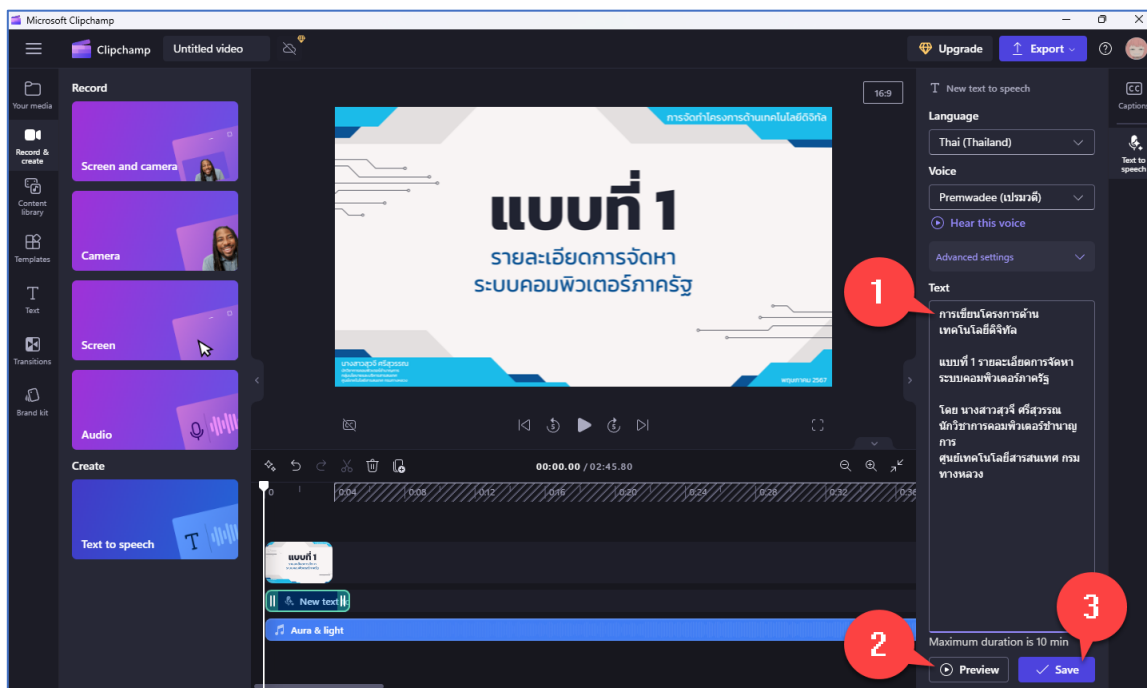 Microsoft Clipchamp
Clipchamp
Untitled video
Upgrade
Export
Your media
Record & create
Content library
Templates
Text
Transitions
Brand kit
Record
Screen and camera
Camera
Screen
Audio
Create
Text to speech
16:9
การจัดทำโครงการด้านเทคโนโลยีดิจิทัล
แบบที่ 1
รายละเอียดการจัดหา
ระบบคอมพิวเตอร์ภาครัฐ
นางสาวสุวจี ศรีสุวรรณ
พฤษภาคม 2567
5
5
00:00.00 / 02:45.80
0
0:04
0:08
0:12
0:16
0:20
0:24
0:28
0:32
0:36
แบบที่ 1
New text
Aura & light
New text to speech
Language
Thai (Thailand)
Voice
Premwadee (เปรมวดี)
Hear this voice
Advanced settings
Text
การเขียนโครงการด้าน
เทคโนโลยีดิจิทัล
แบบที่ 1 รายละเอียดการจัดหา
ระบบคอมพิวเตอร์ภาครัฐ
โดย นางสาวสุวจี ศรีสุวรรณ
นักวิชาการคอมพิวเตอร์ชำนาญ
การ
ศูนย์เทคโนโลยีสารสนเทศ กรม
ทางหลวง
Maximum duration is 10 min
Preview
Save
CC
Captions
Text to speech
1
2
3